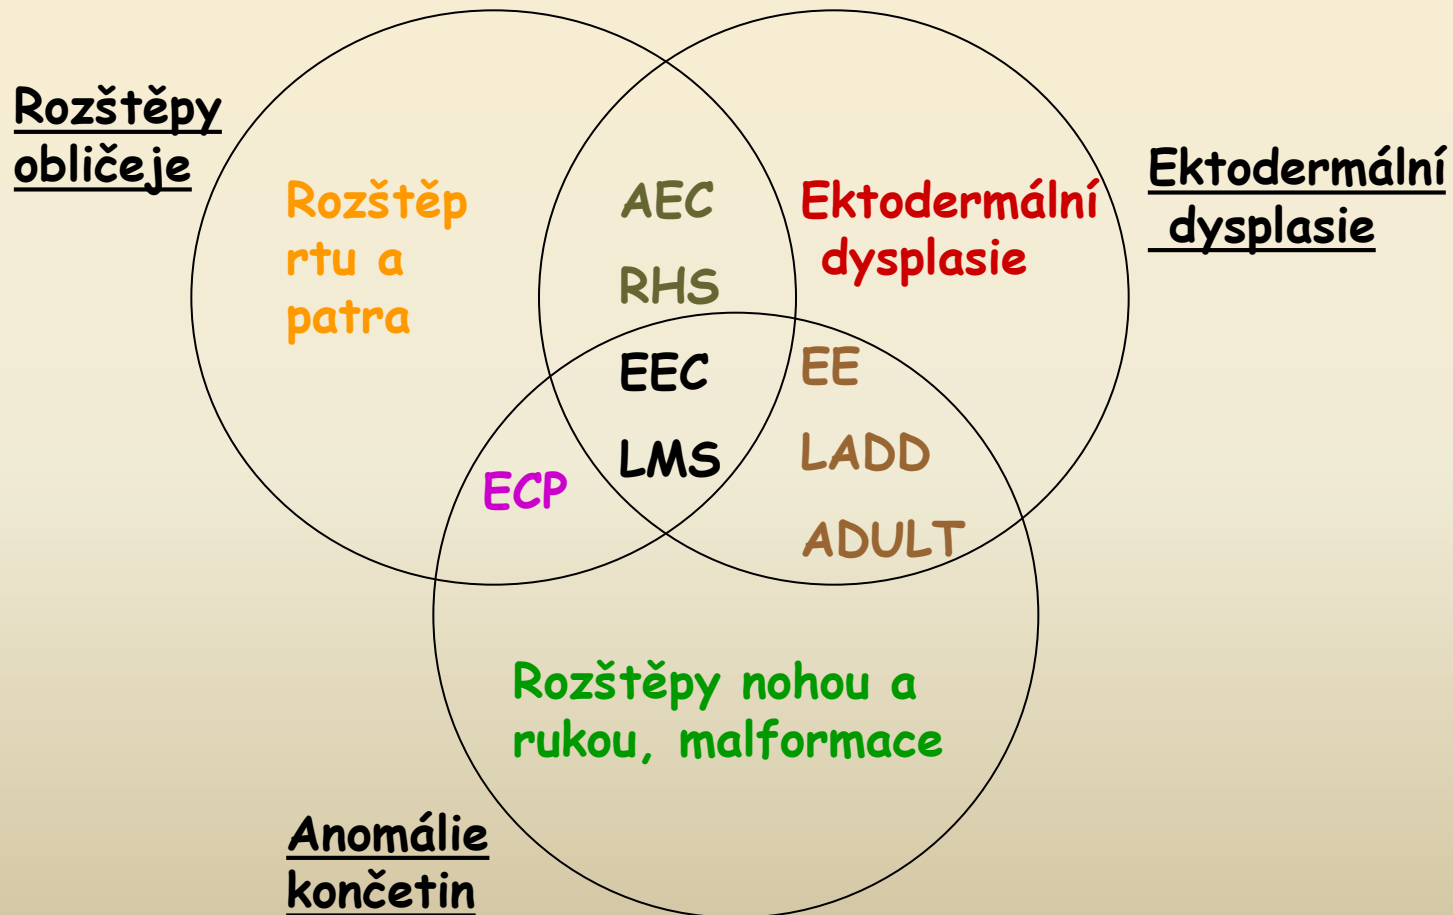 Rozštěpy
obličeje
Rozštěp
rtu a
patra
AEC
RHS
Ektodermální
dysplasie
Ektodermální
dysplasie
EEC
LMS
EE
LADD
ADULT
ECP
Rozštěpy nohou a
rukou, malformace
Anomálie
končetin